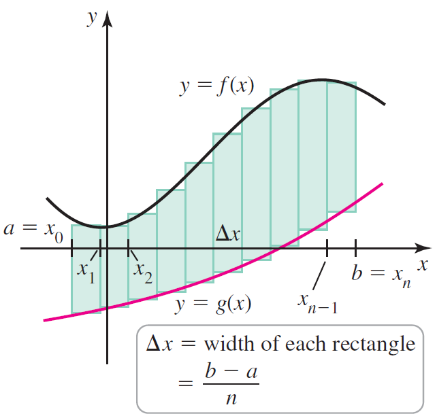 y
y = f(x)
a = x₀
Δx
x
x₁
x₂
b = xₙ
y = g(x)
xₙ₋₁
Δx = width of each rectangle
= (b − a)/n